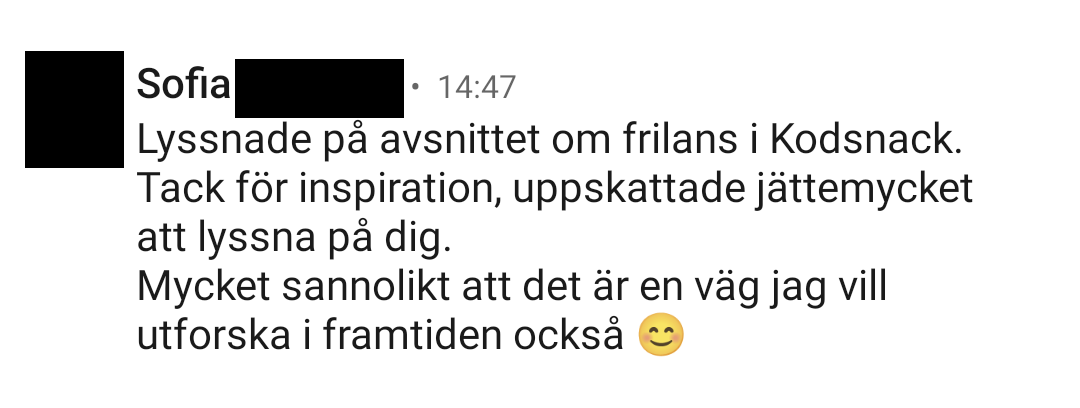 Sofia • 14:47
Lyssnade på avsnittet om frilans i Kodsnack.
Tack för inspiration, uppskattade jättemycket
att lyssna på dig.
Mycket sannolikt att det är en väg jag vill
utforska i framtiden också 😊